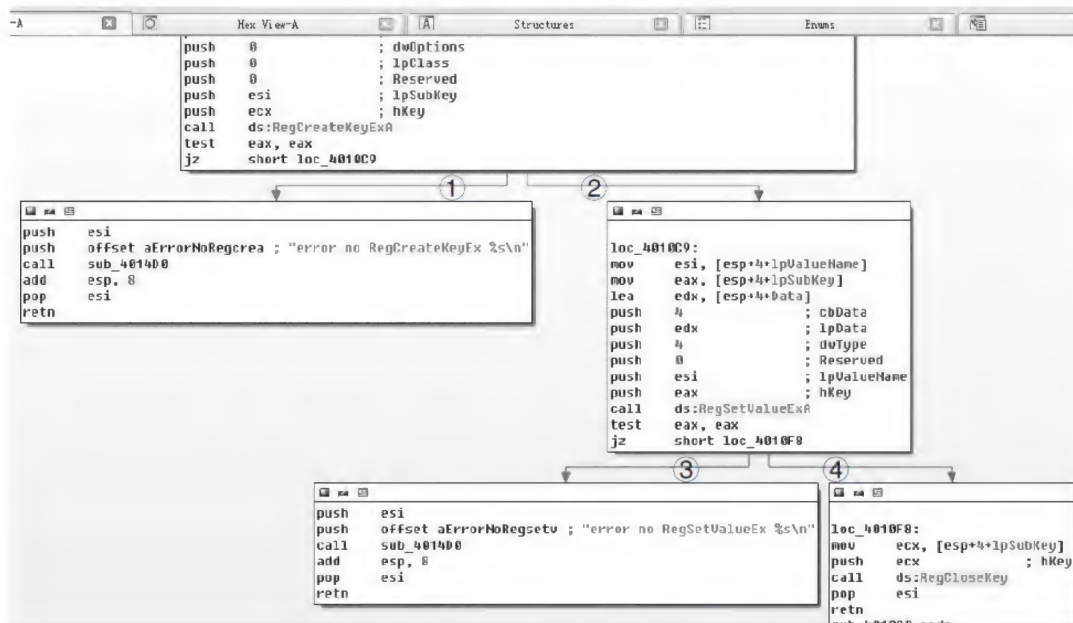 -A
Hex View-A
Structures
Enums
push    0               ; dwOptions
push    0               ; lpClass
push    0               ; Reserved
push    esi             ; lpSubKey
push    ecx             ; hKey
call    ds:RegCreateKeyExA
test    eax, eax
jz      short loc_4010C9
1
2
push    esi
push    offset aErrorNoRegcrea ; "error no RegCreateKeyEx %s\n"
call    sub_4014D0
add     esp, 8
pop     esi
retn
loc_4010C9:
mov     esi, [esp+4+lpValueName]
mov     eax, [esp+4+lpSubKey]
lea     edx, [esp+4+Data]
push    4               ; cbData
push    edx             ; lpData
push    4               ; dwType
push    0               ; Reserved
push    esi             ; lpValueName
push    eax             ; hKey
call    ds:RegSetValueExA
test    eax, eax
jz      short loc_4010F8
3
4
push    esi
push    offset aErrorNoRegsetv ; "error no RegSetValueEx %s\n"
call    sub_4014D0
add     esp, 8
pop     esi
retn
loc_4010F8:
mov     ecx, [esp+4+lpSubKey]
push    ecx             ; hKey
call    ds:RegCloseKey
pop     esi
retn